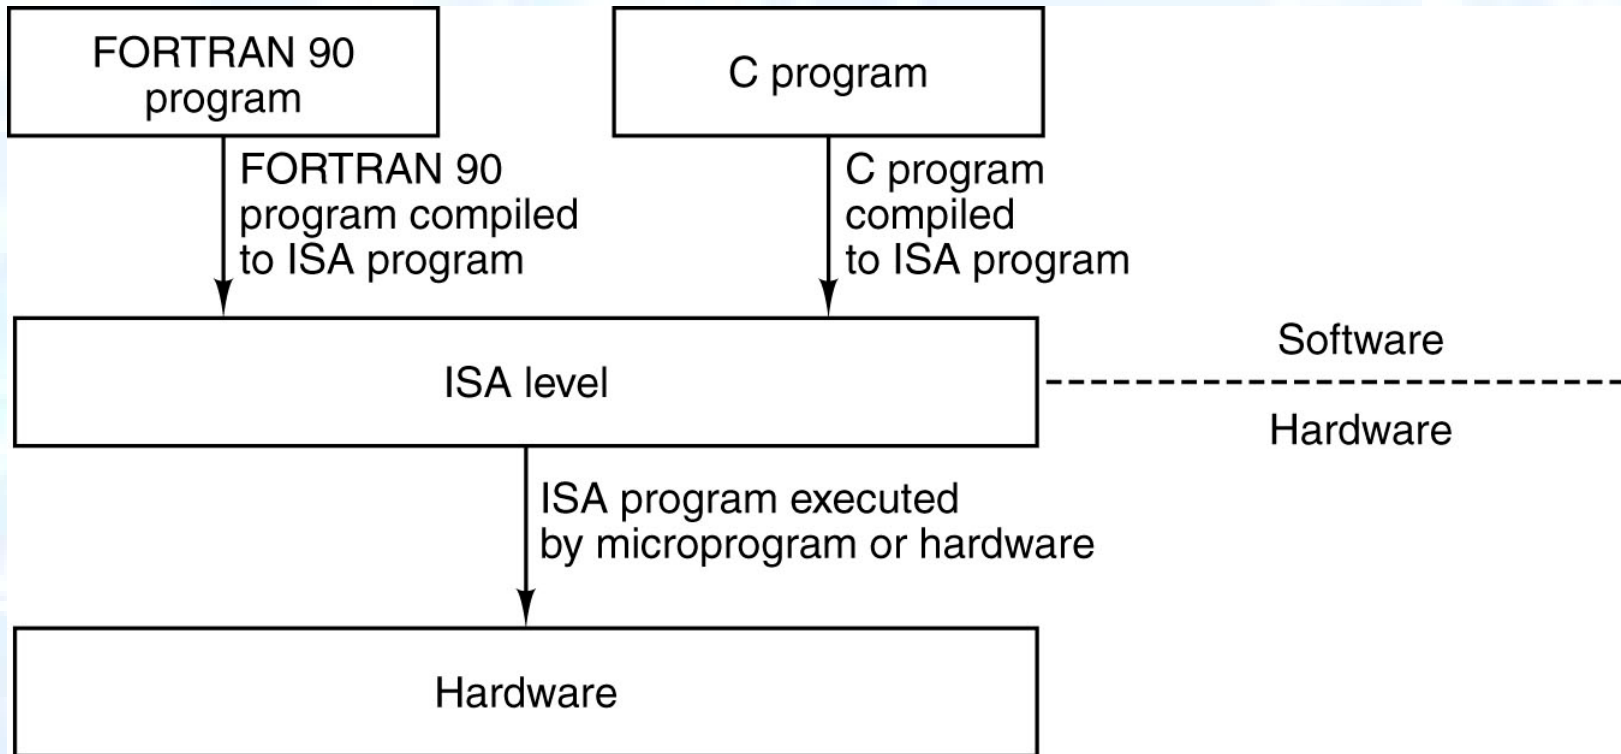 FORTRAN 90
program
C program
FORTRAN 90
program compiled
to ISA program
C program
compiled
to ISA program
ISA level
Software
Hardware
ISA program executed
by microprogram or hardware
Hardware